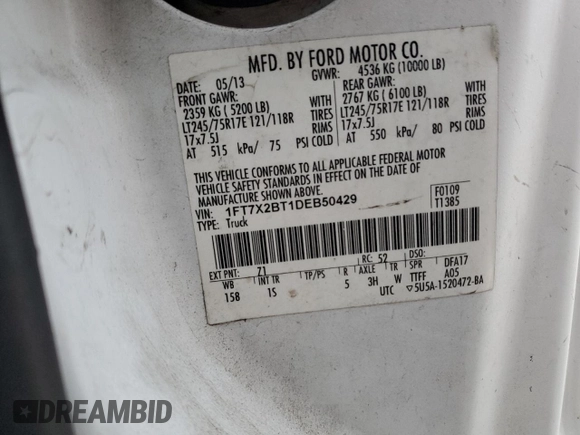 MFD. BY FORD MOTOR CO.
DATE: 05/13 GVWR: 4536 KG (10000 LB)
FRONT GAWR: REAR GAWR:
2359 KG ( 5200 LB) WITH 2767 KG ( 6100 LB) WITH
LT245/75R17E 121/118R TIRES LT245/75R17E 121/118R TIRES
17x7.5J RIMS 17x7.5J RIMS
AT 515 kPa/ 75 PSI COLD AT 550 kPa/ 80 PSI COLD
THIS VEHICLE CONFORMS TO ALL APPLICABLE FEDERAL MOTOR
VEHICLE SAFETY STANDARDS IN EFFECT ON THE DATE OF
MANUFACTURE SHOWN ABOVE.
VIN: 1FT7X2BT1DEB50429 F0109
TYPE: Truck T1385
EXT PNT: Z1 RC: 52 DSO:
WB INT TR TP/PS R AXLE TR SPR DFA17
158 1S 5 3H W TTFF A05
UTC ▽5U5A-1520472-BA
DREAMBID